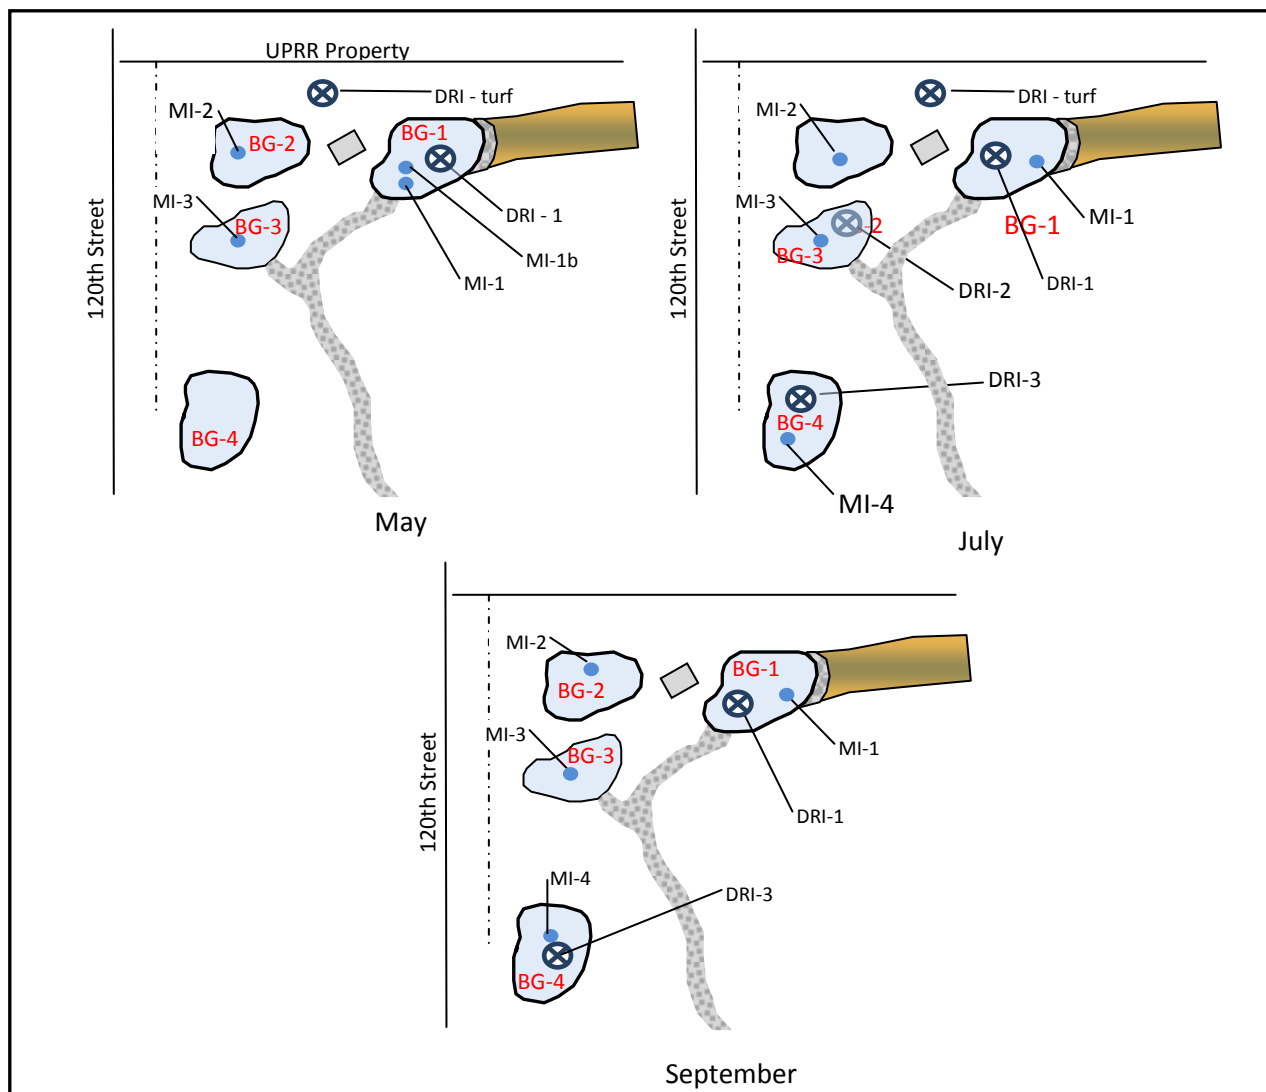 UPRR Property
DRI - turf
MI-2
BG-2
BG-1
MI-3
BG-3
DRI - 1
MI-1b
MI-1
120th Street
BG-4
May
DRI - turf
MI-2
MI-3
-2
BG-3
MI-1
BG-1
DRI-1
DRI-2
120th Street
DRI-3
BG-4
MI-4
July
MI-2
BG-1
BG-2
MI-3
BG-3
MI-1
DRI-1
120th Street
MI-4
DRI-3
BG-4
September